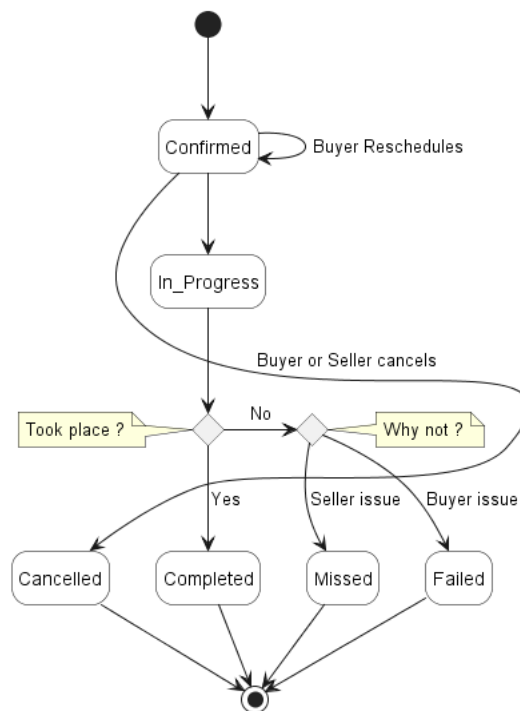 Confirmed
Buyer Reschedules
In_Progress
Buyer or Seller cancels
Took place ?
No
Why not ?
Yes
Seller issue
Buyer issue
Cancelled
Completed
Missed
Failed